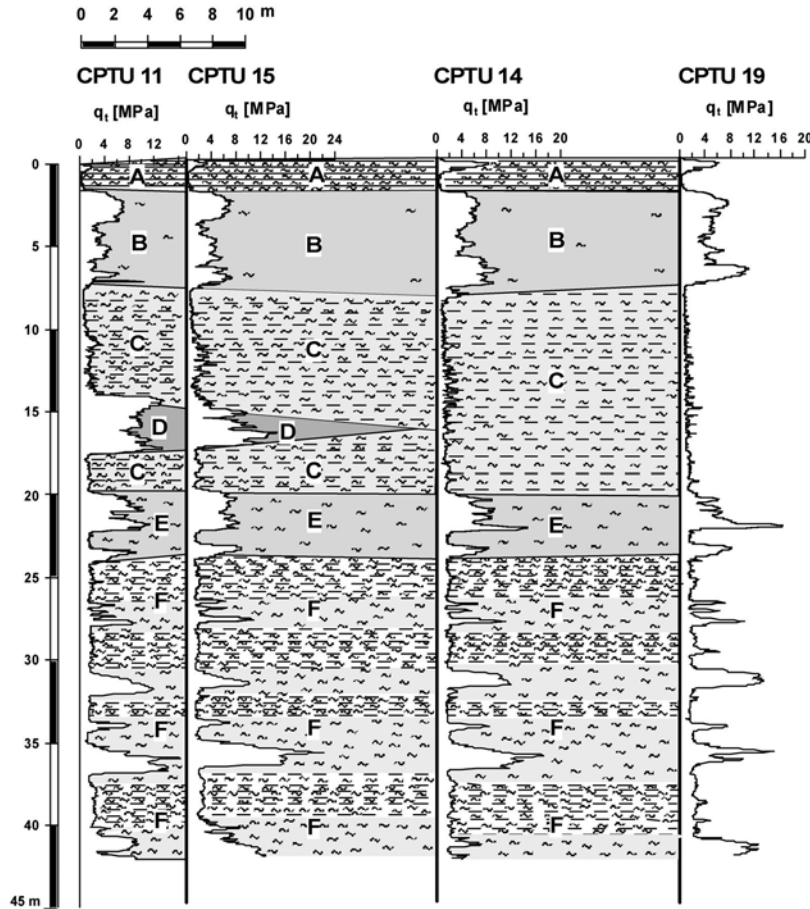 0 2 4 6 8 10 m
CPTU 11 CPTU 15 CPTU 14 CPTU 19
qt [MPa] qt [MPa] qt [MPa] qt [MPa]
0 4 8 12 0 4 8 12 16 20 24 0 4 8 12 16 20 0 4 8 12 16 20
0
A A A
B B B
5
10
C C C
15
D D
C C
20
E E E
25
F F F
30
35
F F F
40
F F F
45 m